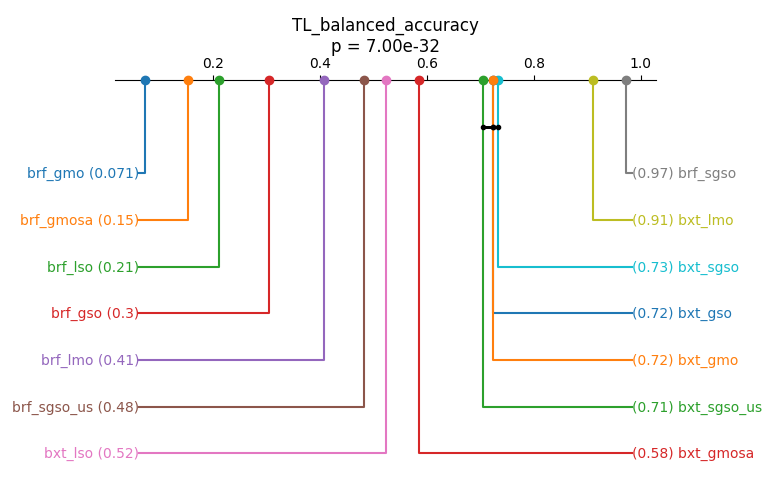 TL_balanced_accuracy
p = 7.00e-32
0.2 0.4 0.6 0.8 1.0
brf_gmo (0.071) (0.97) brf_sgso
brf_gmosa (0.15) (0.91) bxt_lmo
brf_lso (0.21) (0.73) bxt_sgso
brf_gso (0.3) (0.72) bxt_gso
brf_lmo (0.41) (0.72) bxt_gmo
brf_sgso_us (0.48) (0.71) bxt_sgso_us
bxt_lso (0.52) (0.58) bxt_gmosa